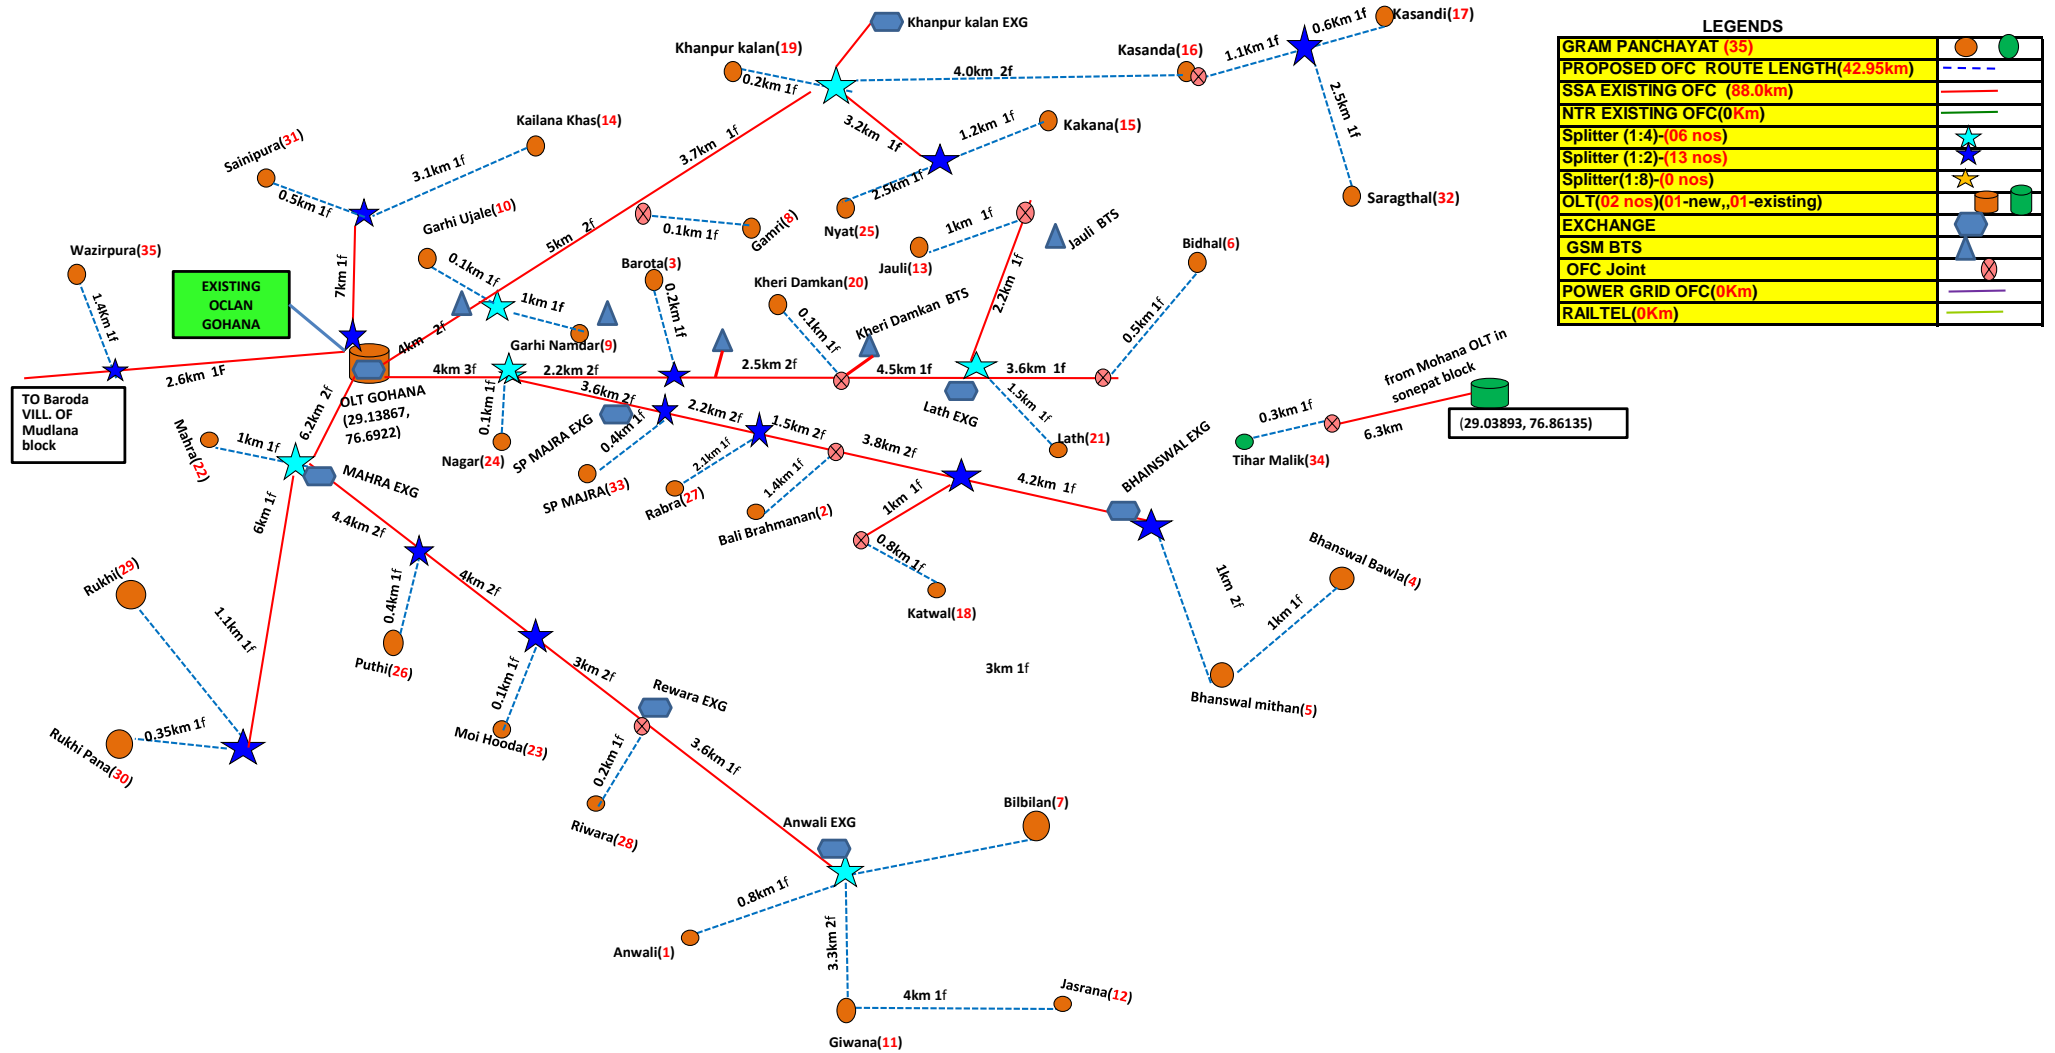 Khanpur kalan EXG
Khanpur kalan(19)
0.2km 1f
4.0km 2f
Kasanda(16)
1.1Km 1f
0.6Km 1f
Kasandi(17)
2.5km 1f
Saragthal(32)
3.2km 1f
1.2km 1f
Kakana(15)
2.5km 1f
Nyat(25)
3.7km 1f
5km 2f
4km 2f
Kailana Khas(14)
3.1km 1f
Sainipura(31)
0.5km 1f
7km 1f
Garhi Ujale(10)
0.1km 1f
1km 1f
Garhi Namdar(9)
0.1km 1f
Gamri(8)
Barota(3)
0.2km 1f
Kheri Damkan(20)
0.1km 1f
Kheri Damkan BTS
Jauli(13)
1km 1f
Jauli BTS
2.2km 1f
Bidhal(6)
0.5km 1f
Wazirpura(35)
1.4Km 1f
EXISTING
OCLAN
GOHANA
2.6km 1F
TO Baroda
VILL. OF
Mudlana
block
OLT GOHANA
(29.13867,
76.6922)
4km 3f
2.2km 2f
2.5km 2f
4.5km 1f
3.6km 1f
Lath EXG
1.5km 1f
Lath(21)
0.1km 1f
Nagar(24)
3.6km 2f
SP MAJRA EXG
0.4km 1f
SP MAJRA(33)
2.2km 2f
2.1km 1f
Rabra(27)
1.5km 2f
1.4km 1f
Bali Brahmanan(2)
3.8km 2f
1km 1f
0.8km 1f
Katwal(18)
4.2km 1f
BHAINSWAL EXG
1km 2f
Bhanswal Bawla(4)
1km 1f
Bhanswal mithan(5)
3km 1f
from Mohana OLT in
sonepat block
0.3km 1f
6.3km
(29.03893, 76.86135)
Tihar Malik(34)
6.2km 2f
Mahra(22)
1km 1f
MAHRA EXG
6km 1f
4.4km 2f
Rukhi(29)
1.1km 1f
Rukhi Pana(30)
0.35km 1f
0.4km 1f
Puthi(26)
4km 2f
0.1km 1f
Moi Hooda(23)
3km 2f
Rewara EXG
0.2km 1f
Riwara(28)
3.6km 1f
Anwali EXG
Bilbilan(7)
0.8km 1f
Anwali(1)
3.3km 2f
4km 1f
Jasrana(12)
Giwana(11)
LEGENDS
GRAM PANCHAYAT (35)
PROPOSED OFC ROUTE LENGTH(42.95km)
SSA EXISTING OFC (88.0km)
NTR EXISTING OFC(0Km)
Splitter (1:4)-(06 nos)
Splitter (1:2)-(13 nos)
Splitter(1:8)-(0 nos)
OLT(02 nos)(01-new,,01-existing)
EXCHANGE
GSM BTS
OFC Joint
POWER GRID OFC(0Km)
RAILTEL(0Km)